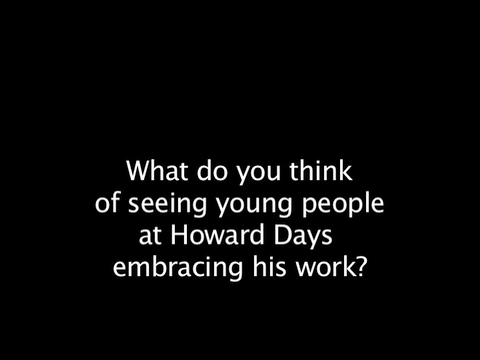 What do you think
of seeing young people
at Howard Days
embracing his work?